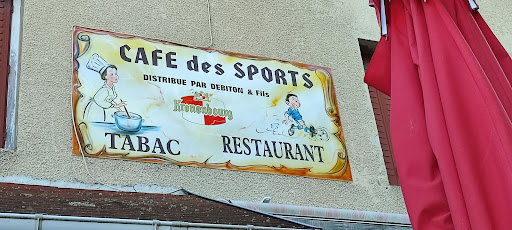 CAFE des SPORTS
DISTRIBUE PAR DEBITON & Fils
Kronenbourg
TABAC RESTAURANT